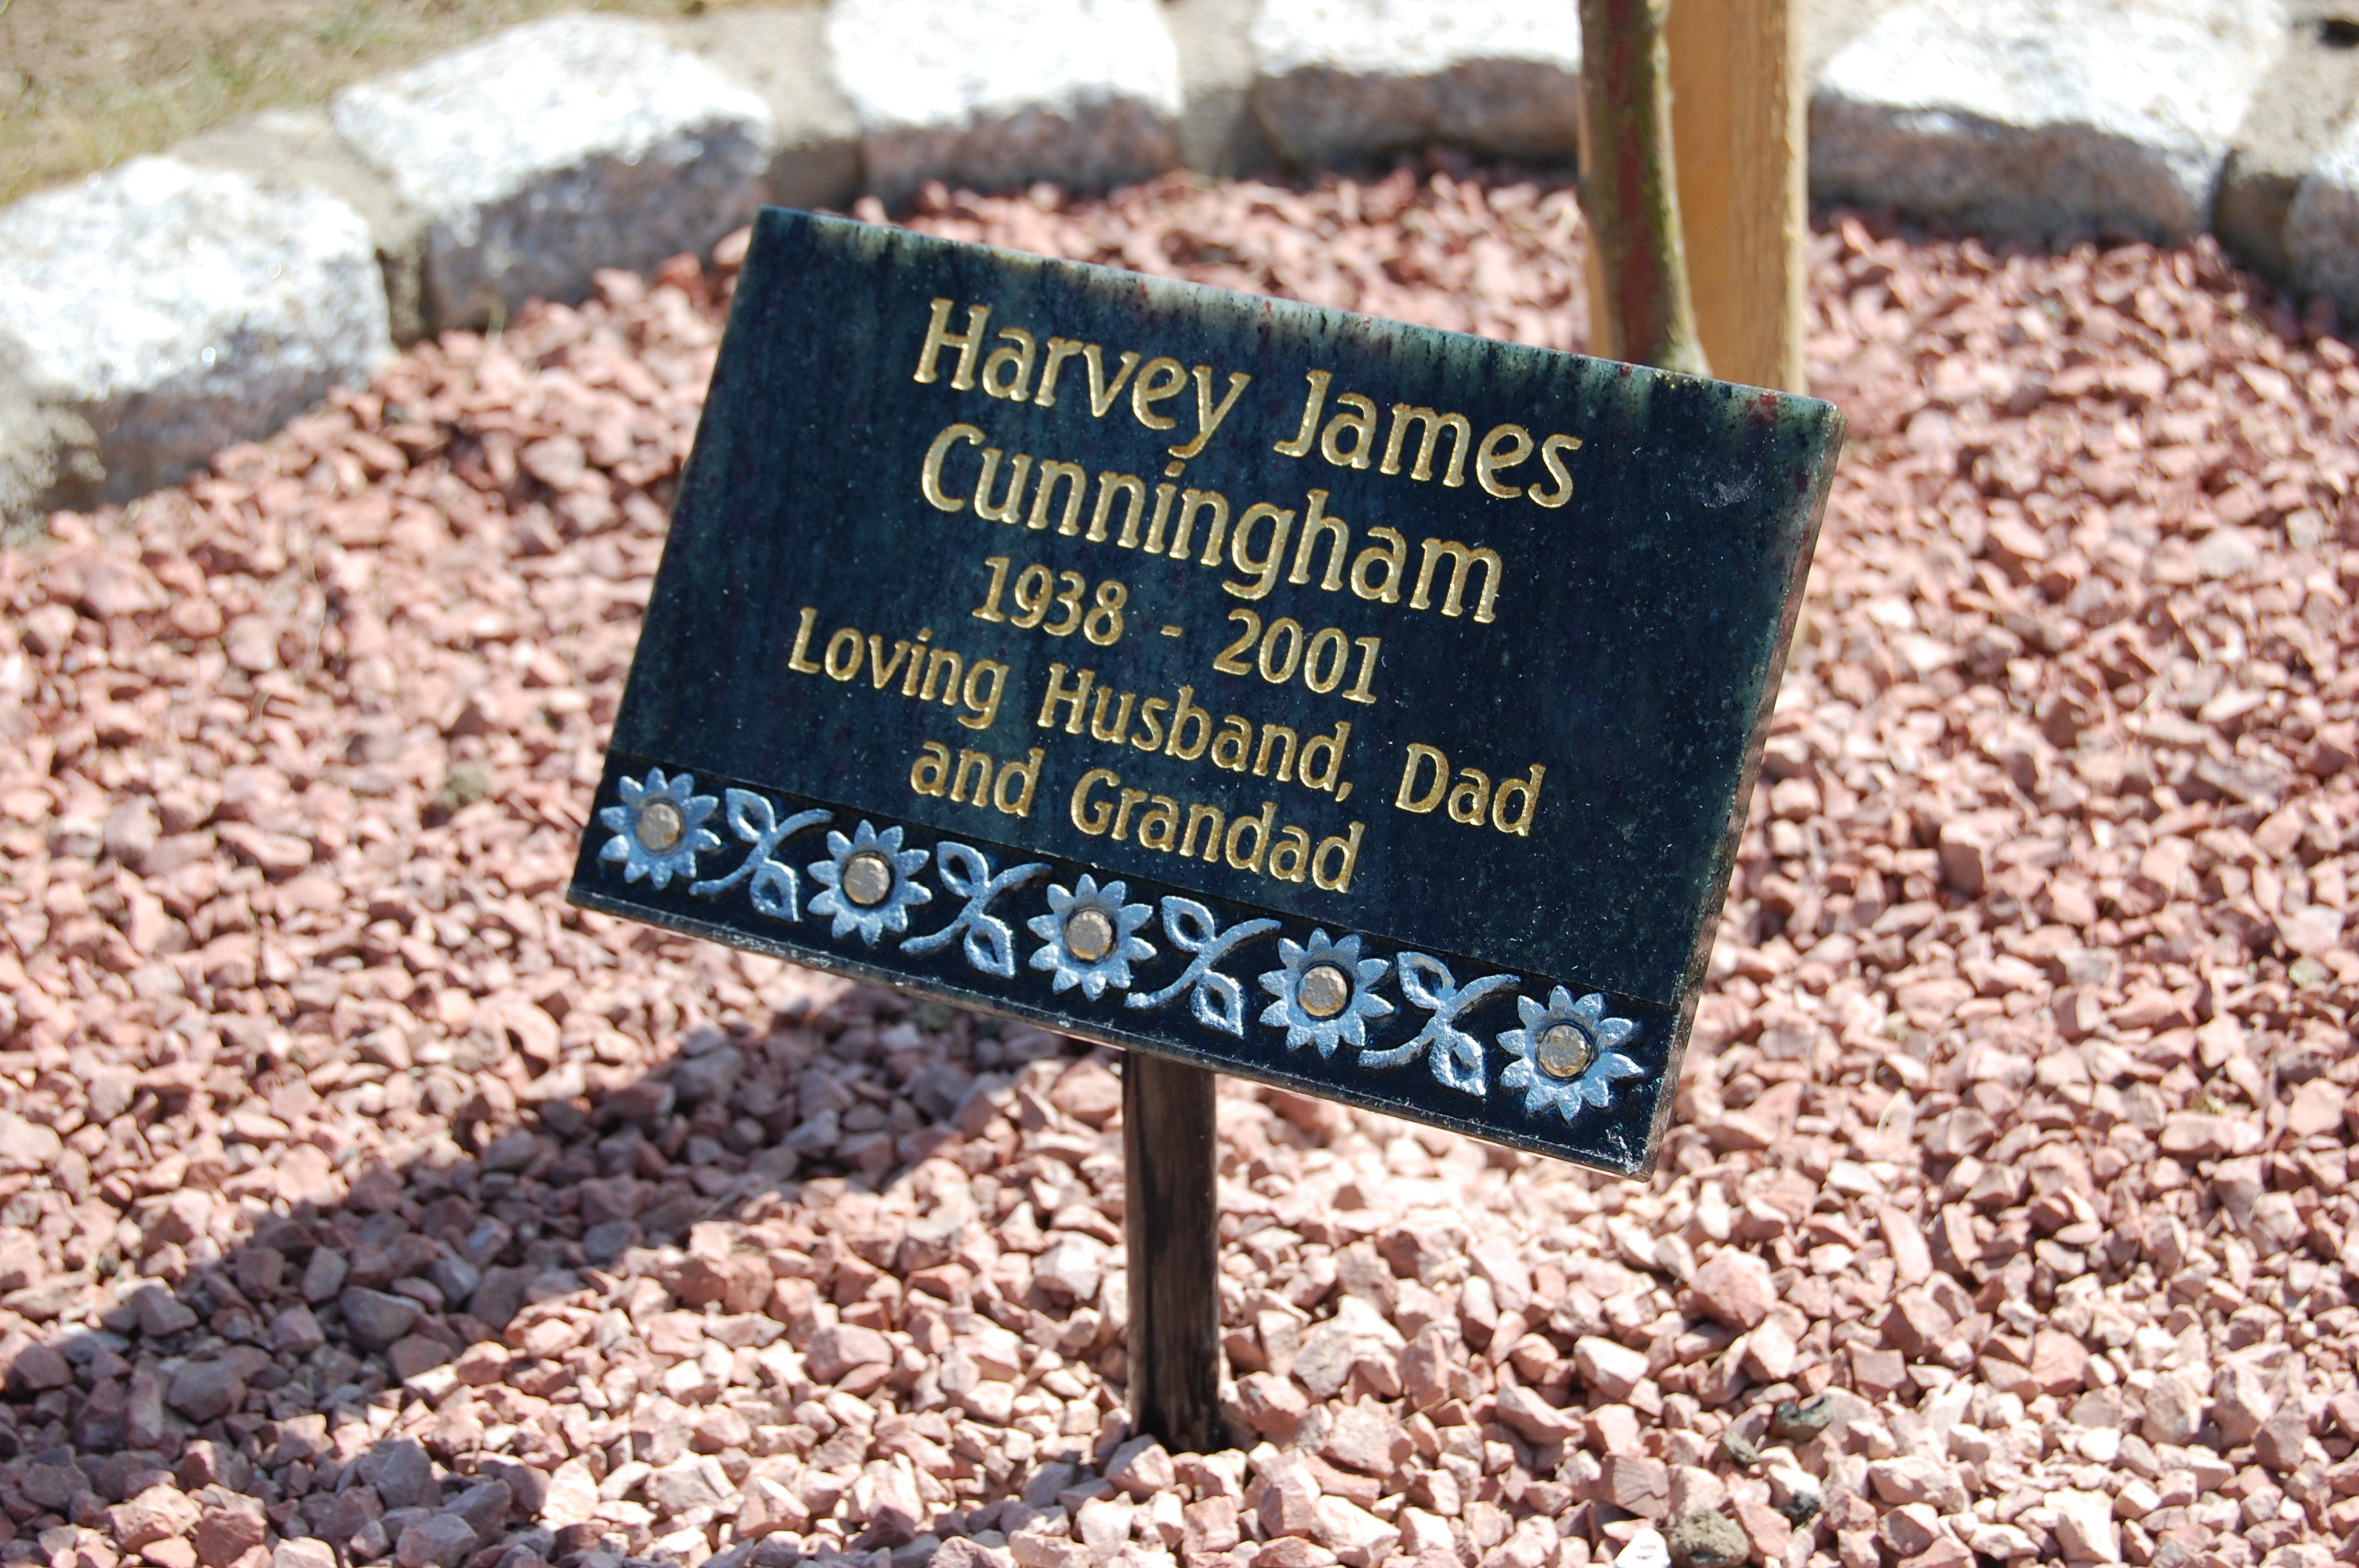 Harvey James
Cunningham
1938 - 2001
Loving Husband, Dad
and Grandad